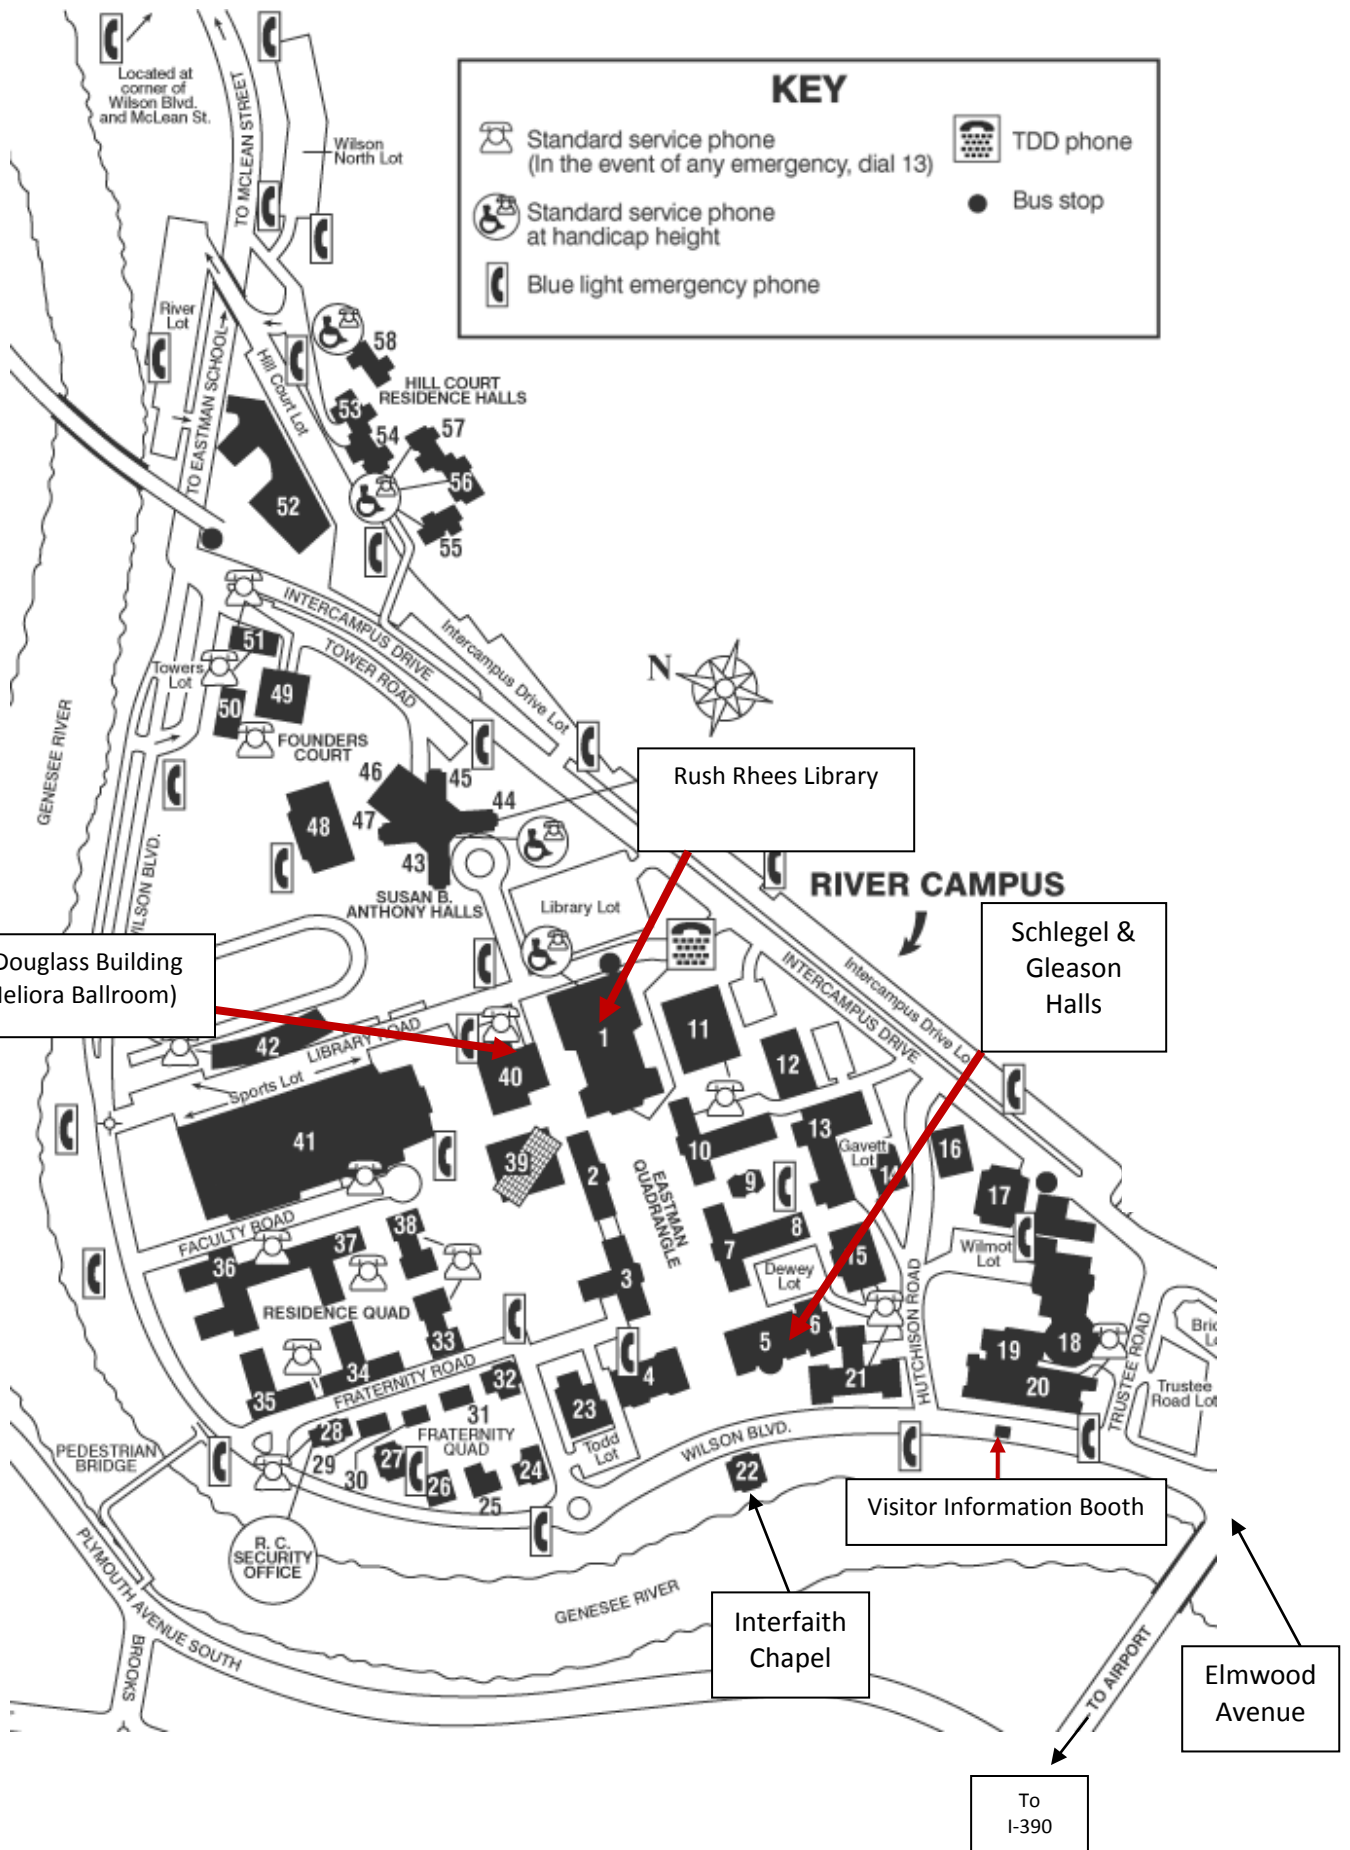 Located at
corner of
Wilson Blvd.
and McLean St.
TO MCLEAN STREET
Wilson
North Lot
KEY
Standard service phone
(In the event of any emergency, dial 13)
Standard service phone
at handicap height
Blue light emergency phone
TDD phone
Bus stop
River
Lot
TO EASTMAN SCHOOL
Hill Court Lot
58
HILL COURT
RESIDENCE HALLS
53
54
57
56
55
52
INTERCAMPUS DRIVE
TOWER ROAD
Intercampus Drive Lot
N
51
Towers
Lot
50
49
FOUNDERS
COURT
GENESEE RIVER
WILSON BLVD.
46
45
44
47
43
48
SUSAN B.
ANTHONY HALLS
Rush Rhees Library
RIVER CAMPUS
Library Lot
Schlegel &
Gleason
Halls
Douglass Building
Meliora Ballroom)
INTERCAMPUS DRIVE
Intercampus Drive Lo
42
LIBRARY ROAD
Sports Lot
40
1
11
12
41
39
2
EASTMAN
QUADRANGLE
10
13
Gavett
Lot
14
16
9
17
FACULTY ROAD
38
37
36
3
7
8
Dewey
Lot
15
Wilmot
Lot
HUTCHISON ROAD
RESIDENCE QUAD
33
34
35
FRATERNITY ROAD
5
6
4
21
19
18
20
TRUSTEE ROAD
Trustee
Road Lot
32
31
FRATERNITY
QUAD
23
Todd
Lot
WILSON BLVD.
28
29
30
27
26
25
24
22
PEDESTRIAN
BRIDGE
Visitor Information Booth
R. C.
SECURITY
OFFICE
GENESEE RIVER
PLYMOUTH AVENUE SOUTH
BROOKS
Interfaith
Chapel
TO AIRPORT
Elmwood
Avenue
To
I-390